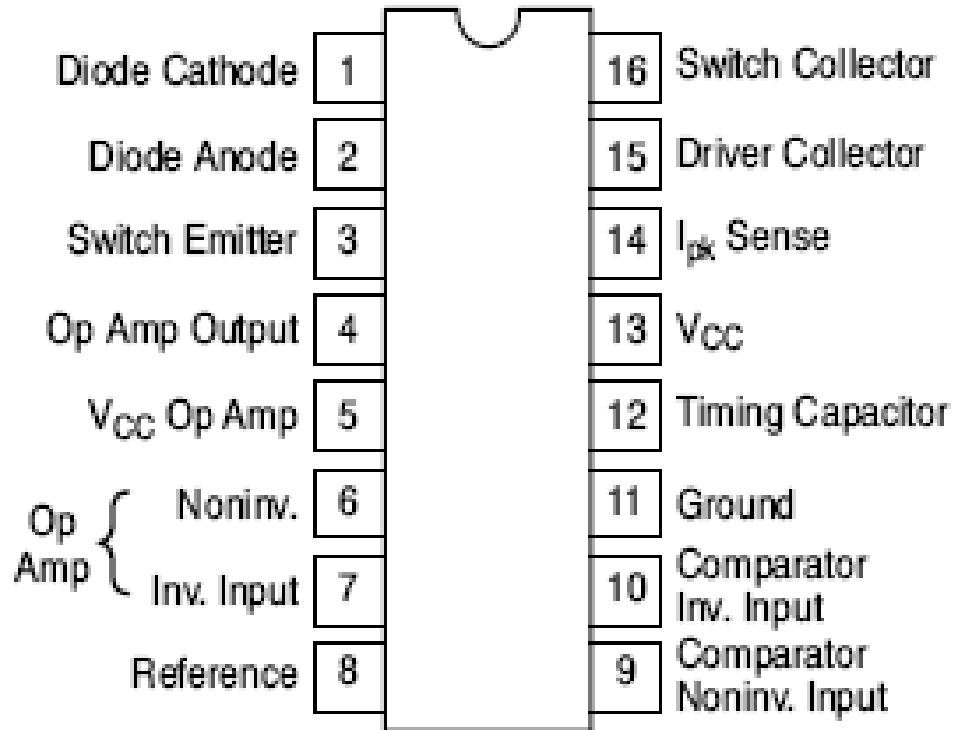 Diode Cathode 1
Diode Anode 2
Switch Emitter 3
Op Amp Output 4
VCC Op Amp 5
Op
Amp
Noninv. 6
Inv. Input 7
Reference 8
16 Switch Collector
15 Driver Collector
14 Ipk Sense
13 VCC
12 Timing Capacitor
11 Ground
10 Comparator
Inv. Input
9 Comparator
Noninv. Input